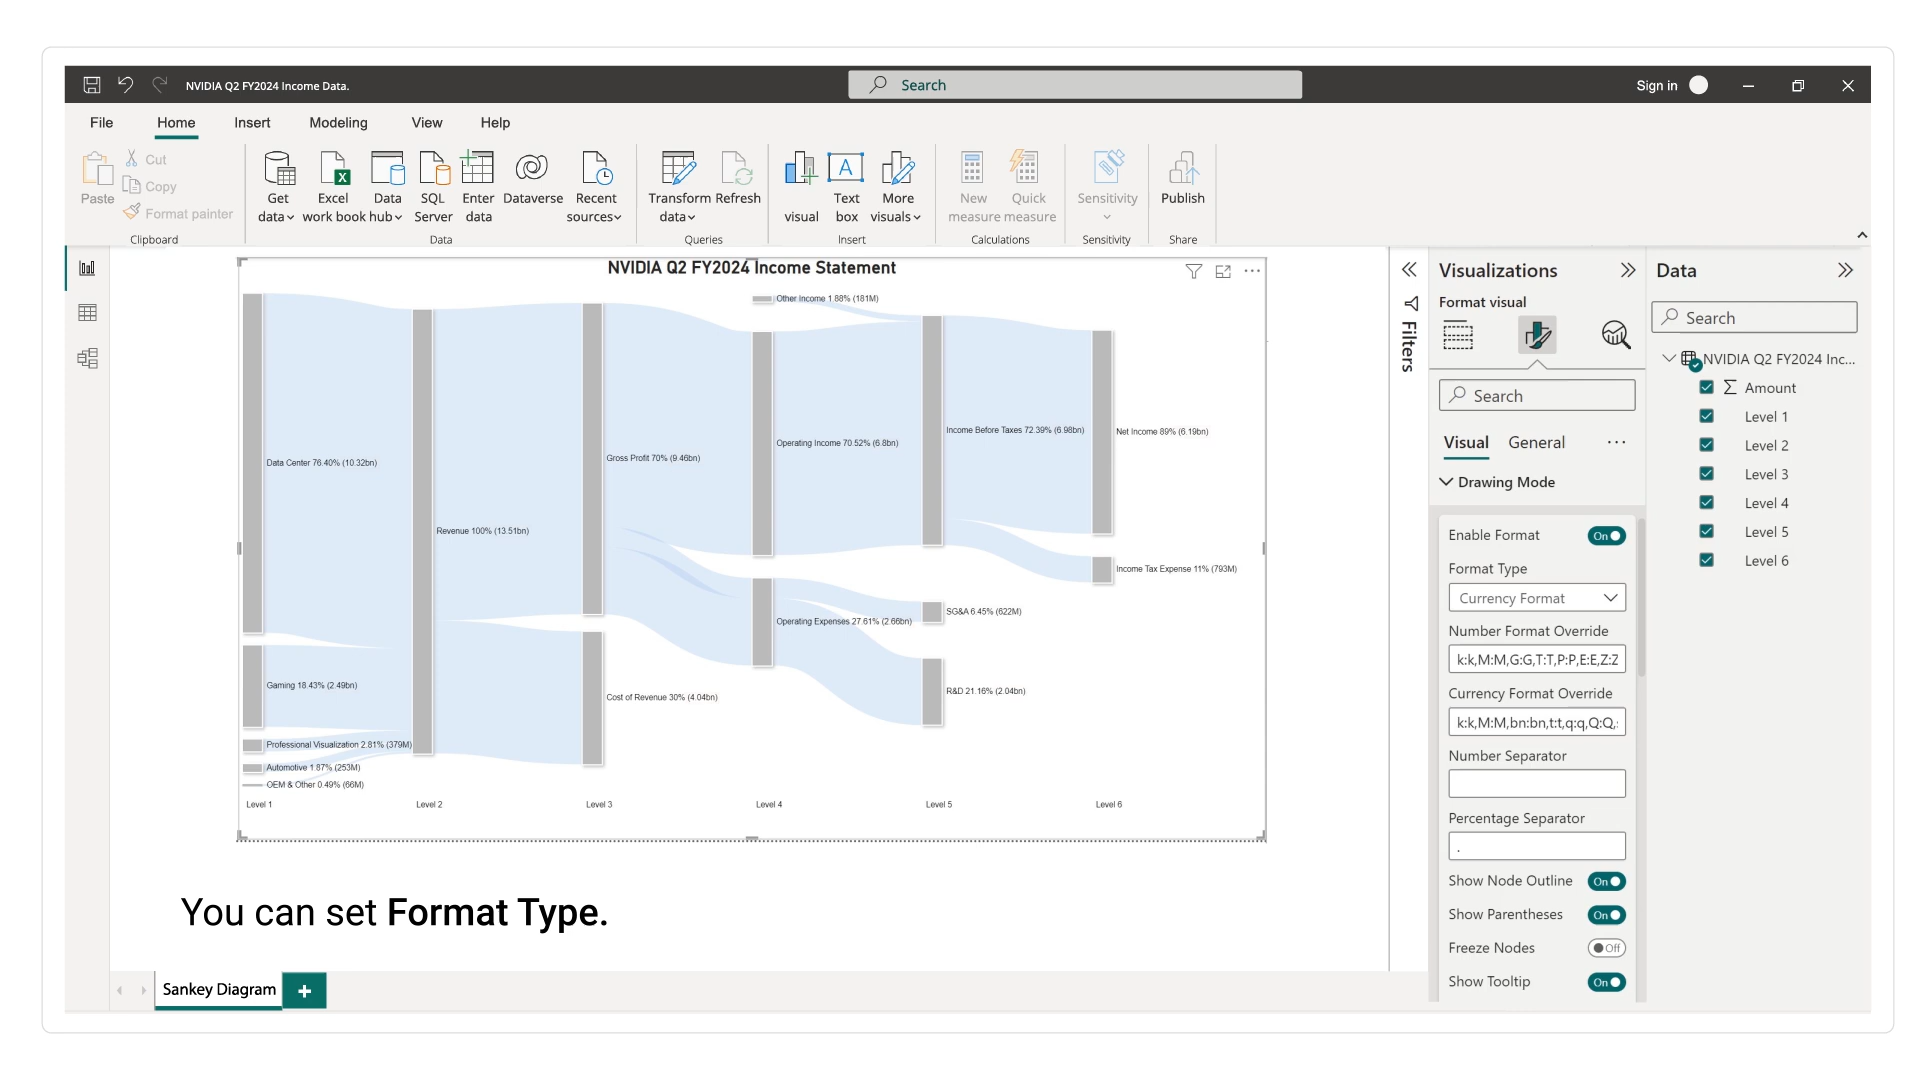 NVIDIA Q2 FY2024 Income Data.
Search
Sign in
File Home Insert Modeling View Help
Paste
Cut
Copy
Format painter
Clipboard
Get data
Excel work book
Data hub
SQL Server
Enter data
Dataverse
Recent sources
Data
Transform data
Refresh
Queries
visual
Text box
More visuals
Insert
New measure
Quick measure
Calculations
Sensitivity
Sensitivity
Publish
Share
NVIDIA Q2 FY2024 Income Statement
Other Income 1.88% (181M)
Data Center 76.40% (10.32bn)
Revenue 100% (13.51bn)
Gross Profit 70% (9.46bn)
Operating Income 70.52% (6.8bn)
Income Before Taxes 72.39% (6.98bn)
Net Income 89% (6.19bn)
Income Tax Expense 11% (793M)
SG&A 6.45% (622M)
Operating Expenses 27.61% (2.66bn)
R&D 21.16% (2.04bn)
Cost of Revenue 30% (4.04bn)
Gaming 18.43% (2.49bn)
Professional Visualization 2.81% (379M)
Automotive 1.87% (253M)
OEM & Other 0.49% (66M)
Level 1 Level 2 Level 3 Level 4 Level 5 Level 6
You can set Format Type.
Sankey Diagram
+
Filters
Visualizations
Format visual
Search
Visual General
Drawing Mode
Enable Format On
Format Type
Currency Format
Number Format Override
k:k,M:M,G:G,T:T,P:P,E:E,Z:Z
Currency Format Override
k:k,M:M,bn:bn,t:t,q:q,Q:Q,
Number Separator
Percentage Separator
.
Show Node Outline On
Show Parentheses On
Freeze Nodes Off
Show Tooltip On
Data
Search
NVIDIA Q2 FY2024 Inc...
Σ Amount
Level 1
Level 2
Level 3
Level 4
Level 5
Level 6